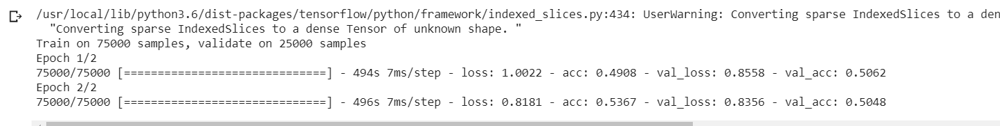 /usr/local/lib/python3.6/dist-packages/tensorflow/python/framework/indexed_slices.py:434: UserWarning: Converting sparse IndexedSlices to a den
"Converting sparse IndexedSlices to a dense Tensor of unknown shape. "
Train on 75000 samples, validate on 25000 samples
Epoch 1/2
75000/75000 [==============================] - 494s 7ms/step - loss: 1.0022 - acc: 0.4908 - val_loss: 0.8558 - val_acc: 0.5062
Epoch 2/2
75000/75000 [==============================] - 496s 7ms/step - loss: 0.8181 - acc: 0.5367 - val_loss: 0.8356 - val_acc: 0.5048